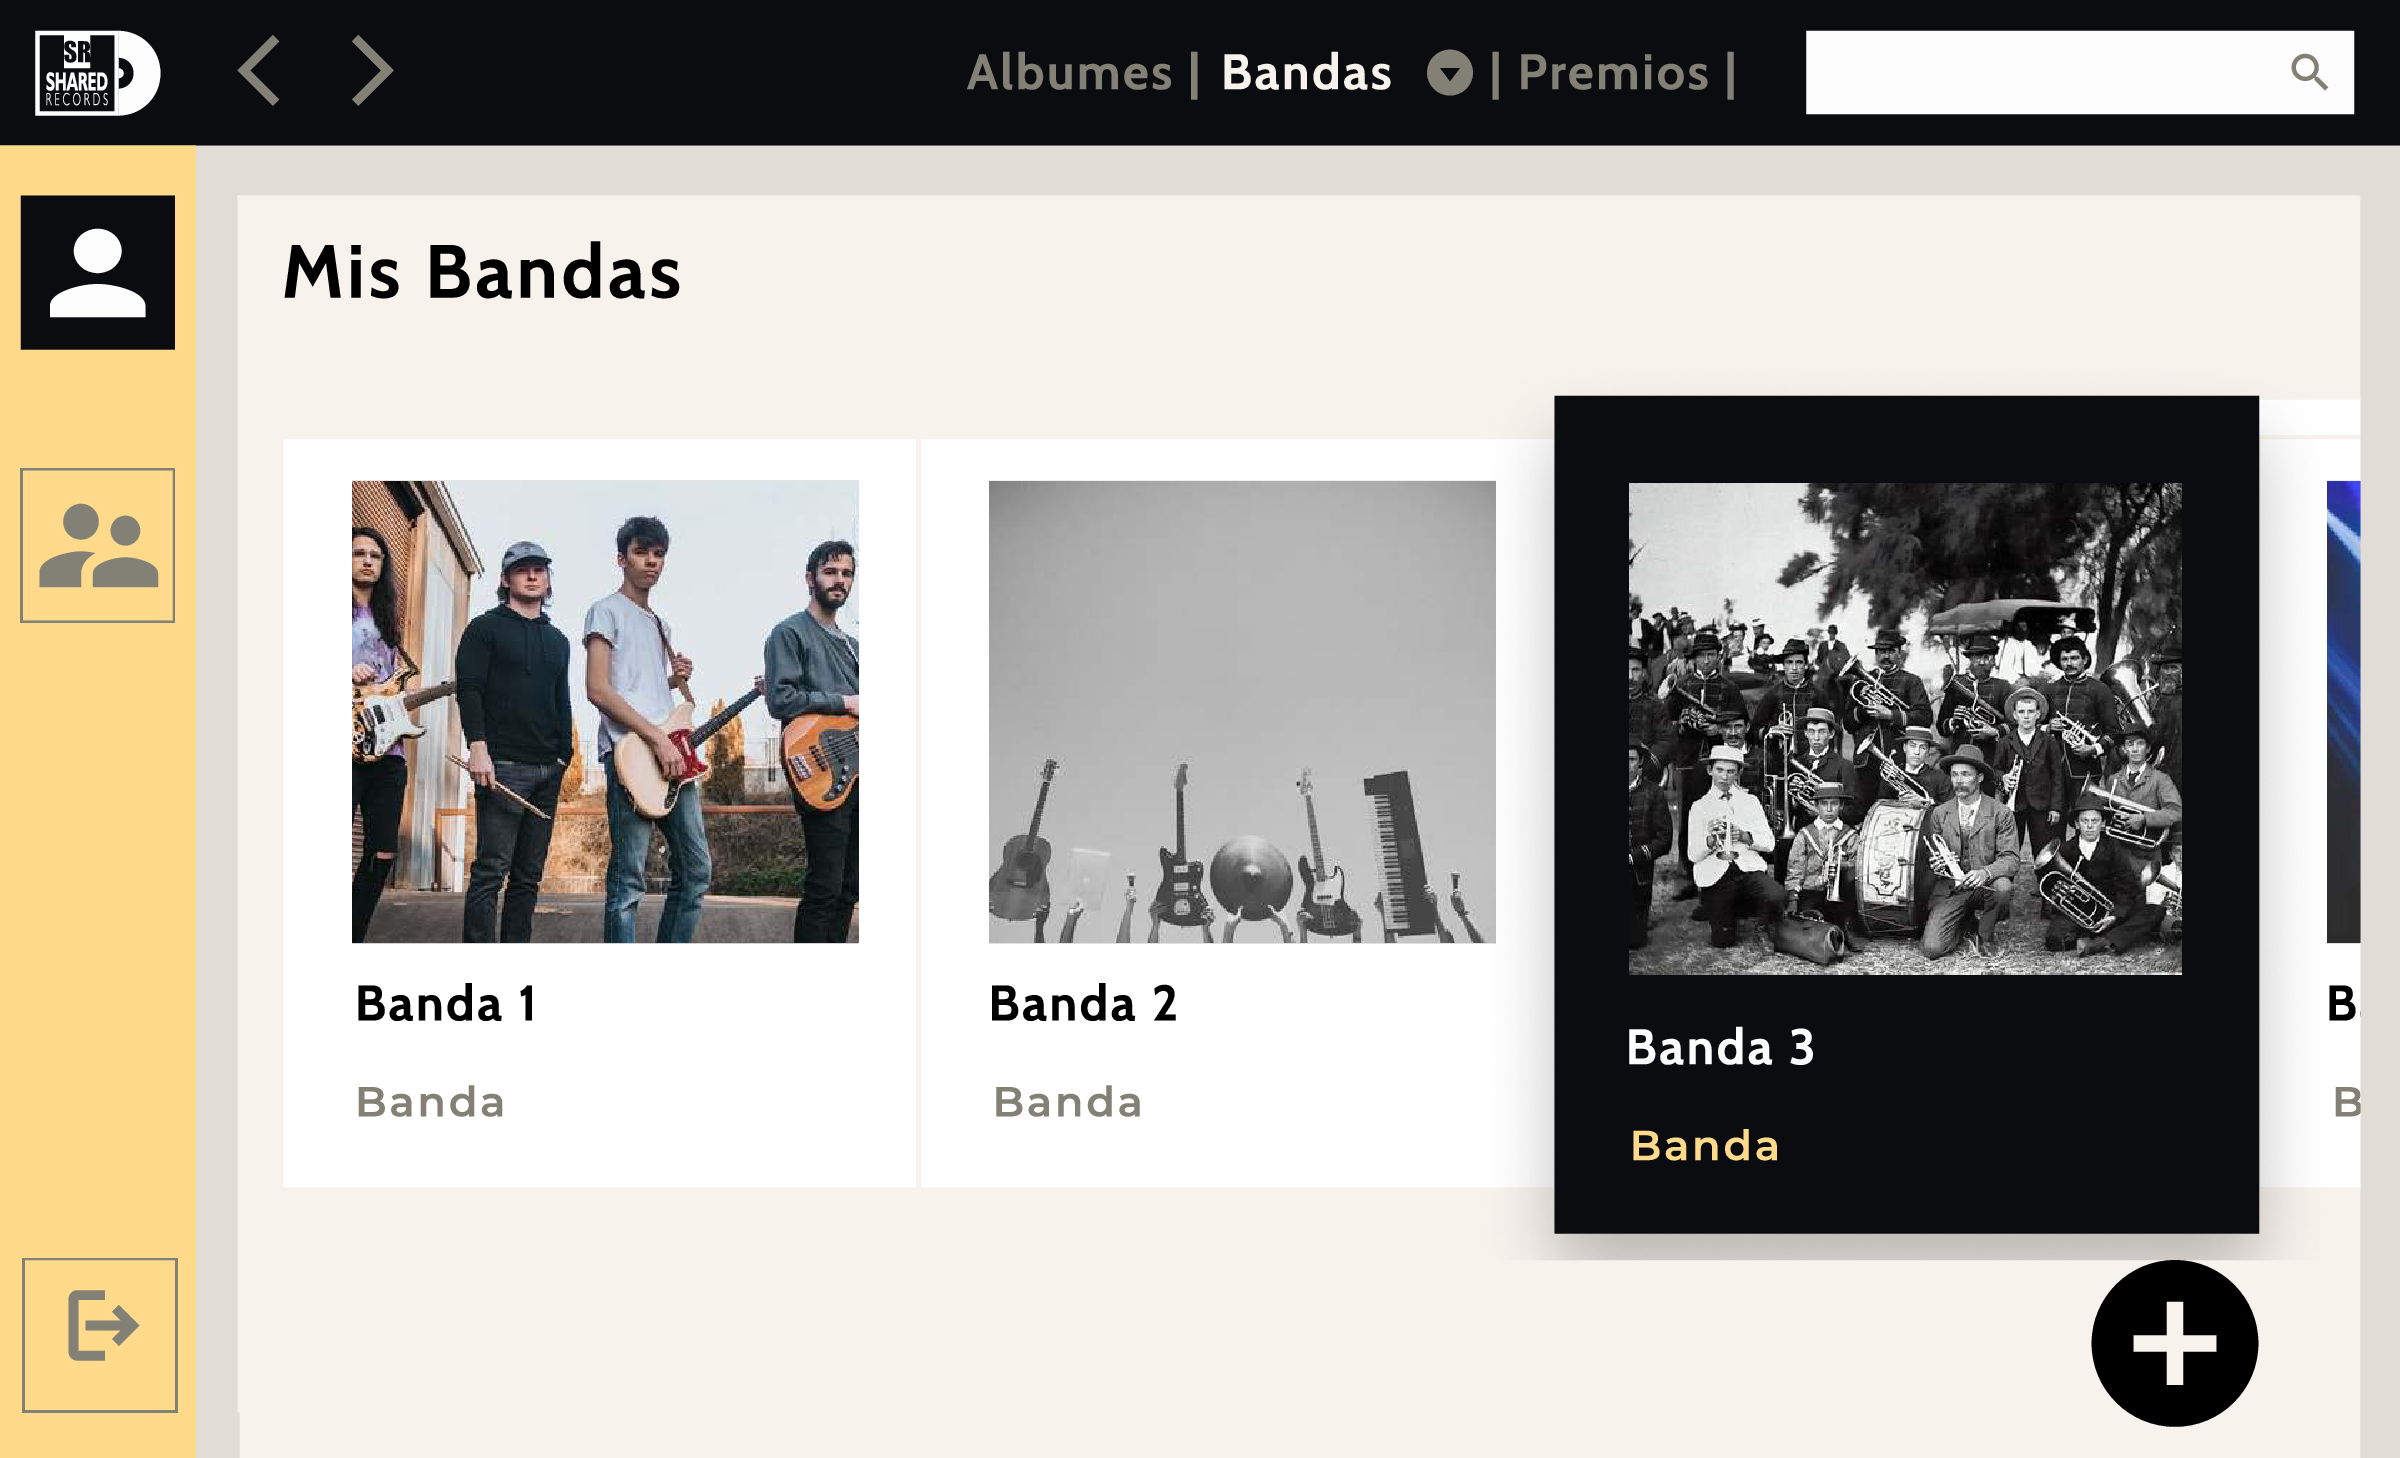 SR
SHARED
RECORDS
Albumes | Bandas | Premios |
Mis Bandas
Banda 1
Banda
Banda 2
Banda
Banda 3
Banda
B
B